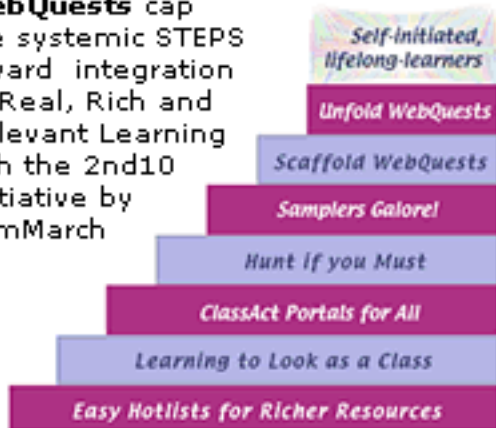 ebQuests cap
e systemic STEPS
ard integration
Real, Rich and
levant Learning
h the 2nd10
tiative by
mMarch
Self-initiated,
lifelong-learners
Unfold WebQuests
Scaffold WebQuests
Samplers Galore!
Hunt if you Must
ClassAct Portals for All
Learning to Look as a Class
Easy Hotlists for Richer Resources